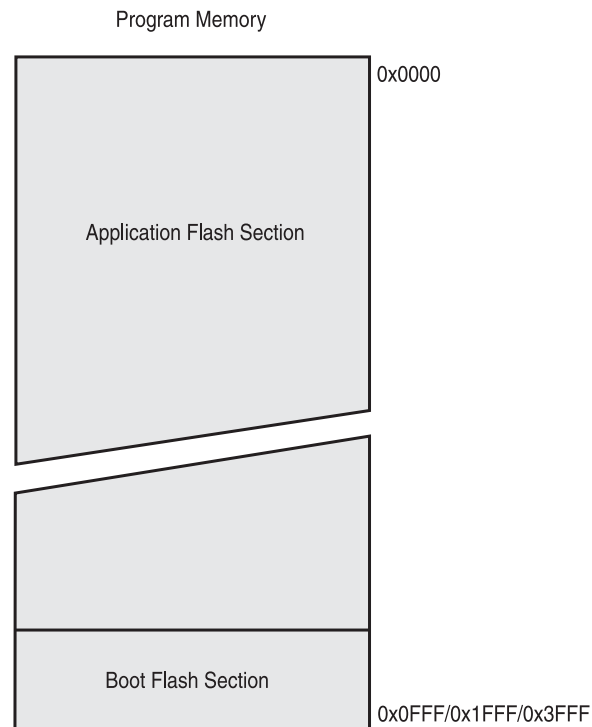 Program Memory
0x0000
Application Flash Section
Boot Flash Section
0x0FFF/0x1FFF/0x3FFF